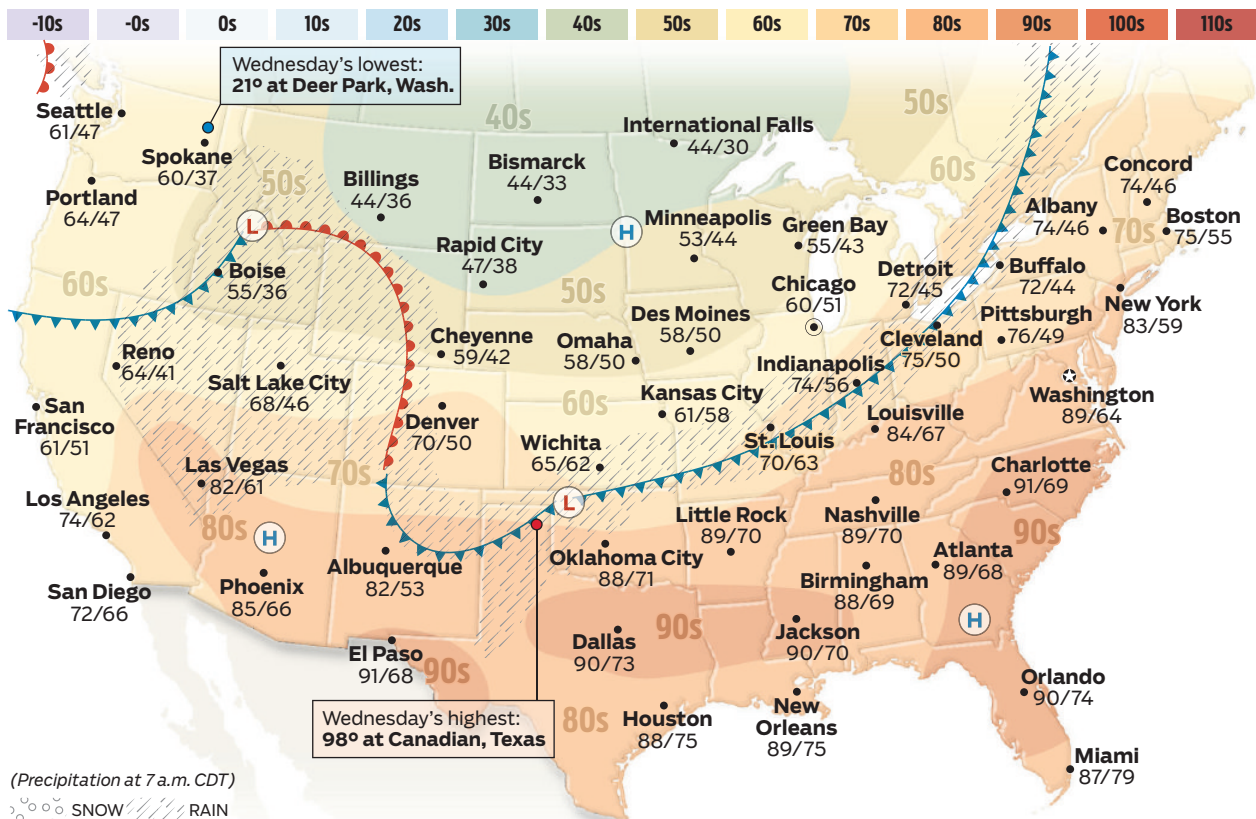 -10s -0s 0s 10s 20s 30s 40s 50s 60s 70s 80s 90s 100s 110s
Wednesday's lowest:
21º at Deer Park, Wash.
Seattle
61/47
Spokane
60/37
Portland
64/47
40s
50s
International Falls
44/30
Bismarck
44/33
Billings
44/36
50s
60s
Concord
74/46
Albany
74/46
70s
Boston
75/55
L
H
Minneapolis
53/44
Green Bay
55/43
Rapid City
47/38
Boise
55/36
60s
50s
Chicago
60/51
Detroit
72/45
Buffalo
72/44
New York
83/59
Pittsburgh
76/49
Cleveland
75/50
Des Moines
58/50
Omaha
58/50
Cheyenne
59/42
Reno
64/41
Salt Lake City
68/46
Indianapolis
74/56
Washington
89/64
San
Francisco
61/51
Denver
70/50
60s
Kansas City
61/58
Louisville
84/67
St. Louis
70/63
Wichita
65/62
Las Vegas
82/61
70s
80s
Charlotte
91/69
Los Angeles
74/62
80s
H
L
Little Rock
89/70
Nashville
89/70
90s
Atlanta
89/68
Oklahoma City
88/71
Albuquerque
82/53
Phoenix
85/66
San Diego
72/66
Birmingham
88/69
H
Dallas
90/73
90s
Jackson
90/70
El Paso
91/68
90s
Orlando
90/74
80s
Houston
88/75
New
Orleans
89/75
Wednesday's highest:
98º at Canadian, Texas
Miami
87/79
(Precipitation at 7 a.m. CDT)
SNOW RAIN